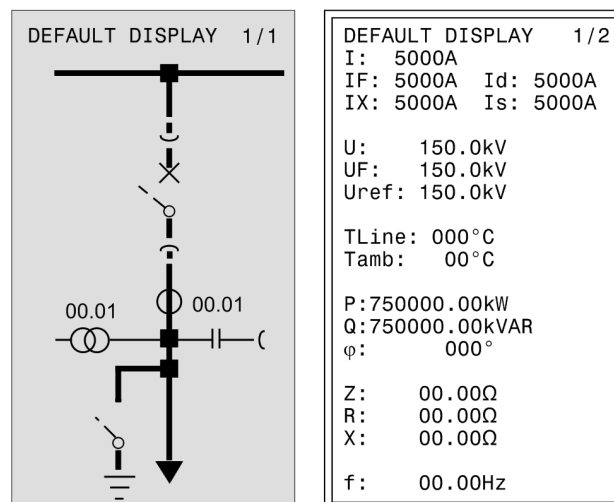 DEFAULT DISPLAY 1/1
00.01
00.01
DEFAULT DISPLAY 1/2
I: 5000A
IF: 5000A Id: 5000A
IX: 5000A Is: 5000A
U: 150.0kV
UF: 150.0kV
Uref: 150.0kV
TLine: 000°C
Tamb: 00°C
P:750000.00kW
Q:750000.00kVAR
φ: 000°
Z: 00.00Ω
R: 00.00Ω
X: 00.00Ω
f: 00.00Hz